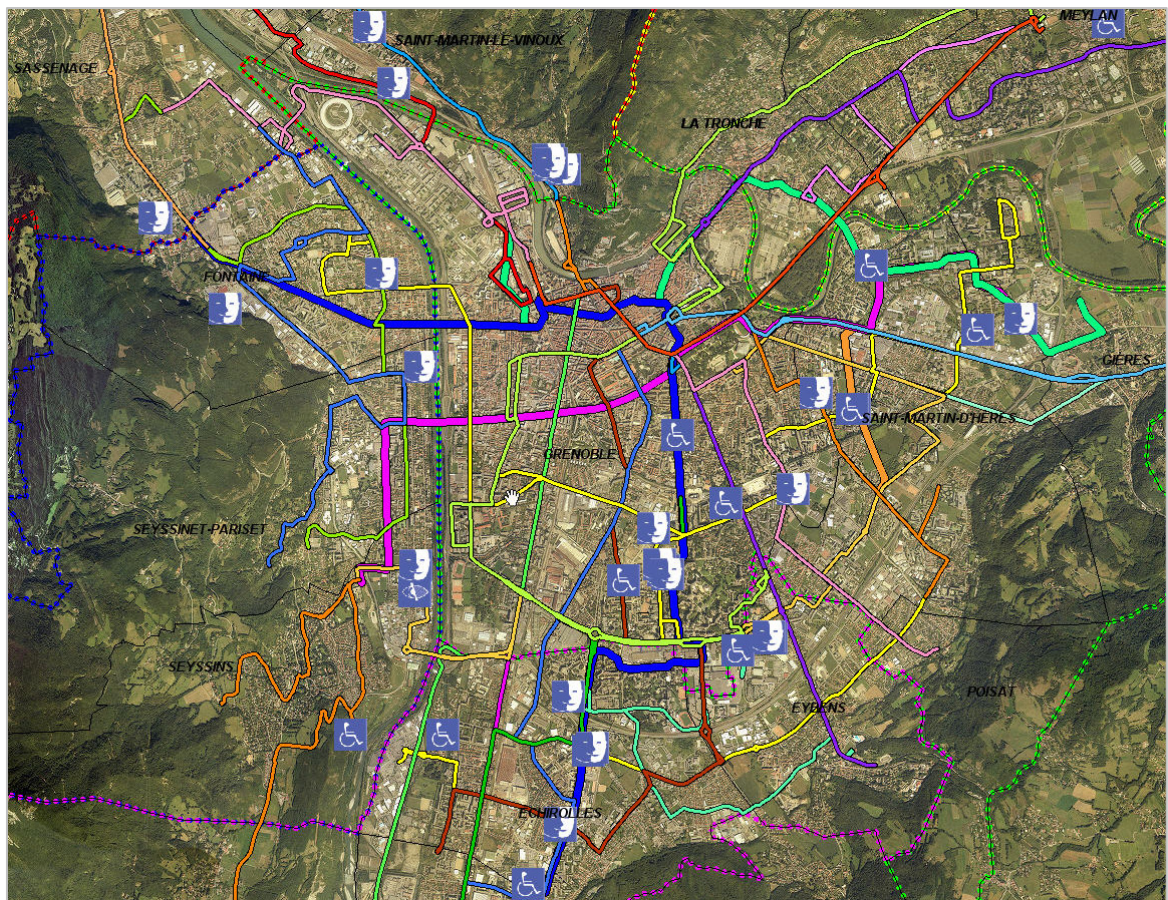 MEYLAN
SAINT-MARTIN-LE-VINOUX
SASSENAGE
LA TRONCHE
FONTAINE
GIERES
SAINT-MARTIN-D'HERES
GRENOBLE
SEYSSINET-PARISET
SEYSSINS
POISAT
EYBENS
ECHIROLLES